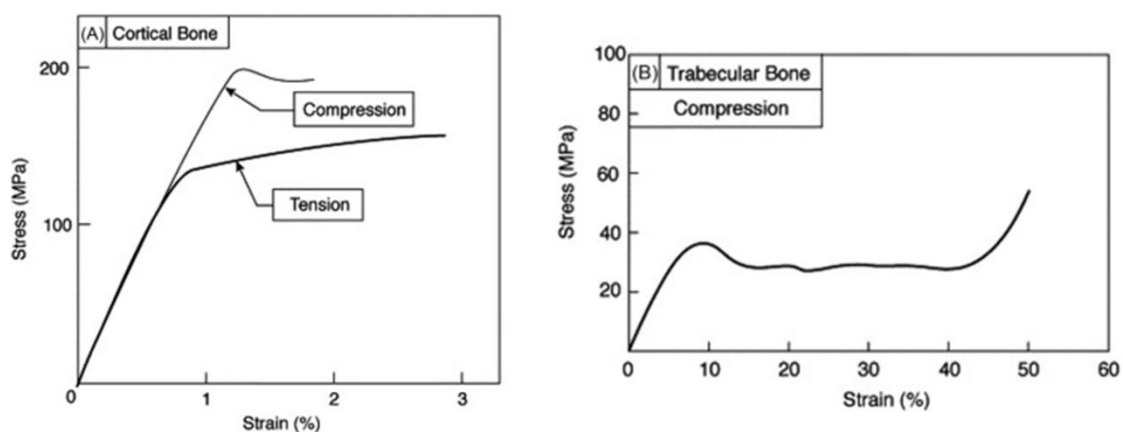 (A) Cortical Bone
200
100
0
Compression
Tension
Stress (MPa)
0 1 2 3
Strain (%)
(B) Trabecular Bone
Compression
100
80
60
40
20
Stress (MPa)
0 10 20 30 40 50 60
Strain (%)